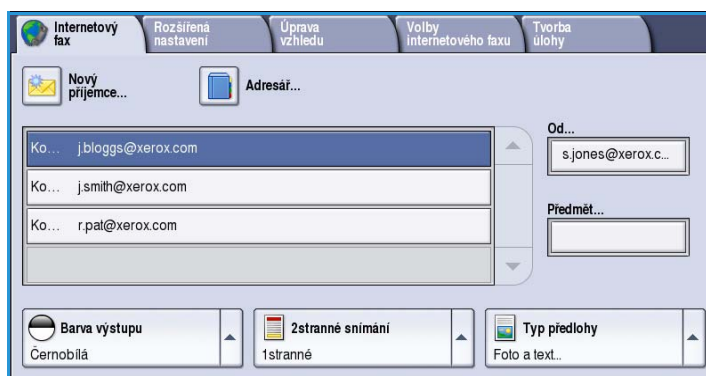 Internetový
fax
Rozšířená
nastavení
Úprava
vzhledu
Volby
internetového faxu
Tvorba
úlohy
Nový
příjemce...
Adresář...
Ko... j.bloggs@xerox.com
Ko... j.smith@xerox.com
Ko... r.pat@xerox.com
Od...
s.jones@xerox.c...
Předmět...
Barva výstupu
Černobílá
2stranné snímání
1stranné
Typ předlohy
Foto a text...